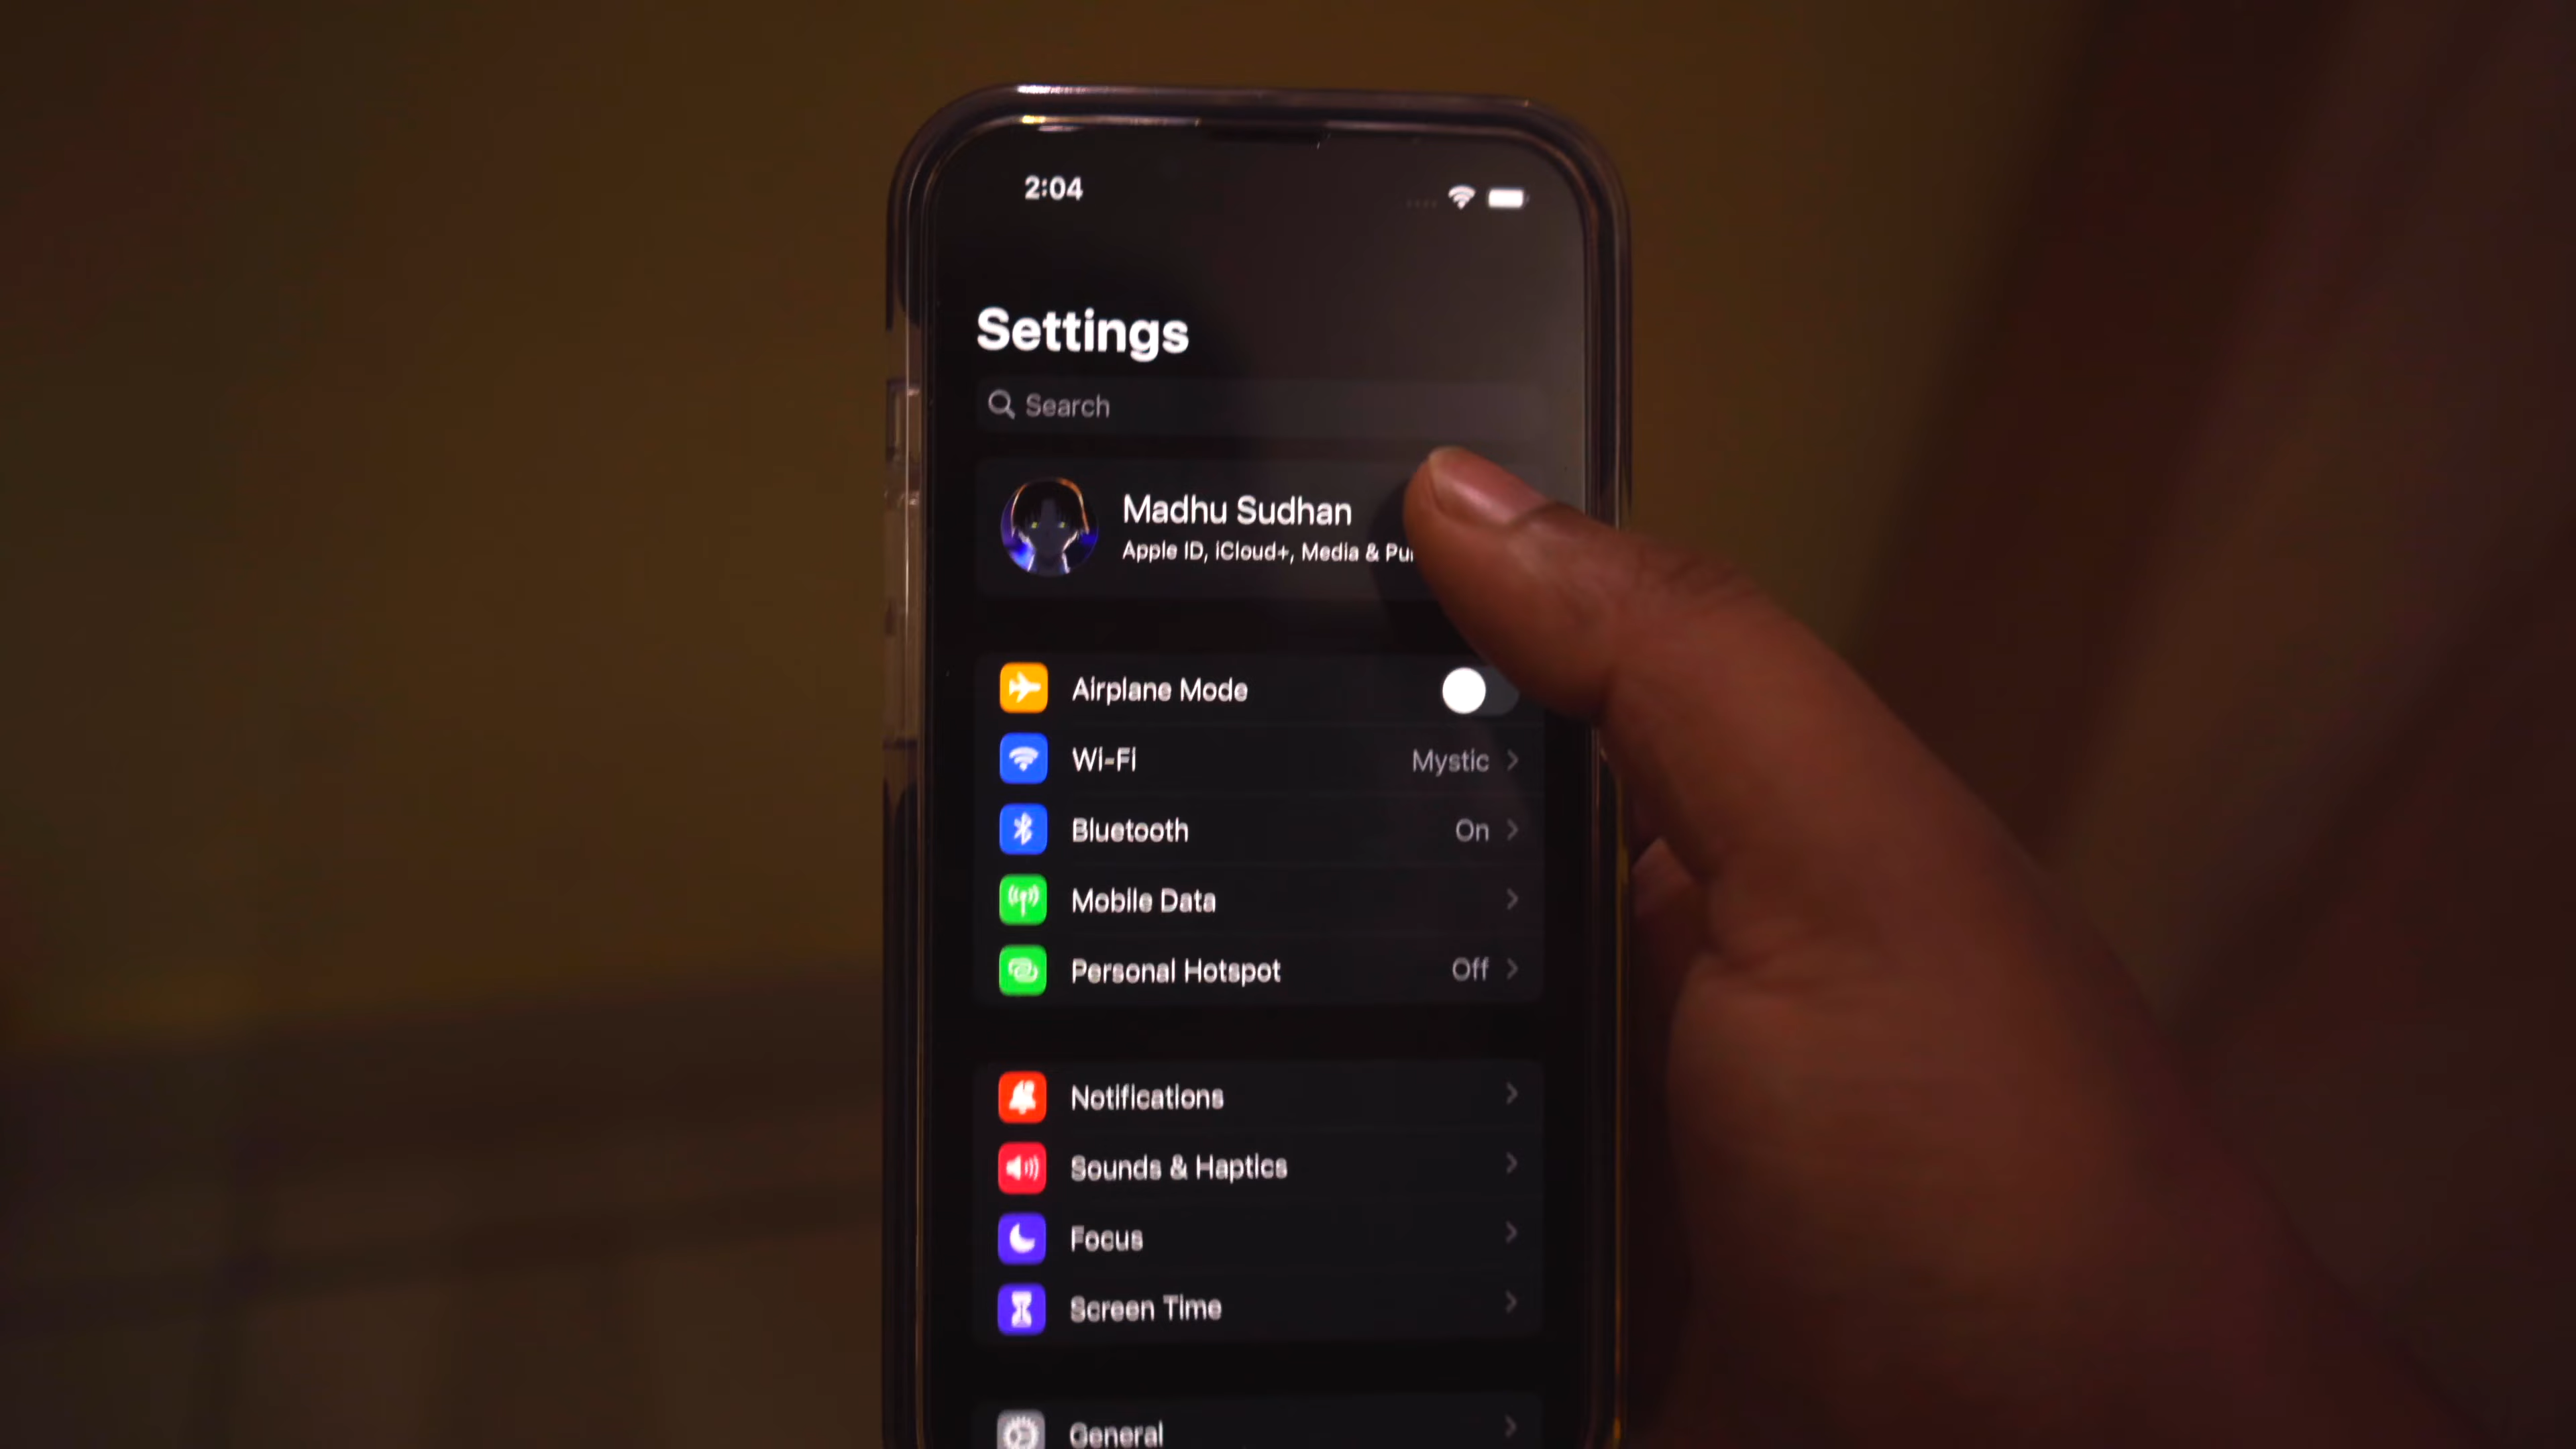 2:04
Settings
Search
Madhu Sudhan
Apple ID, iCloud+, Media &
Airplane Mode
Wi-Fi Mystic
Bluetooth On
Mobile Data
Personal Hotspot Off
Notifications
Sounds & Haptics
Focus
Screen Time
General